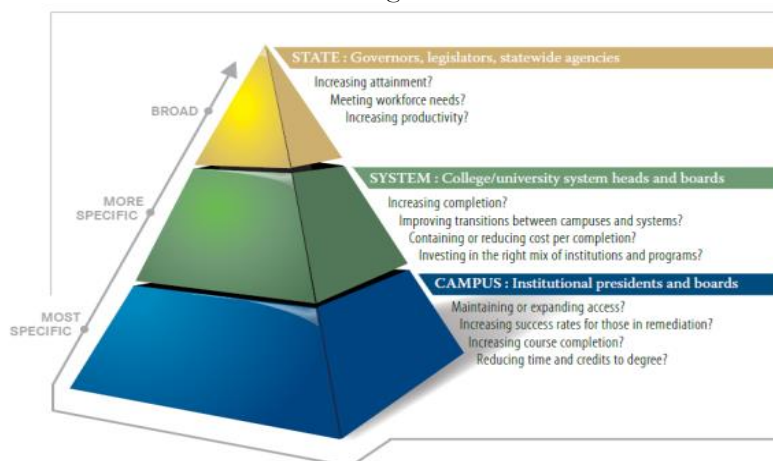 STATE : Governors, legislators, statewide agencies
Increasing attainment?
Meeting workforce needs?
Increasing productivity?
BROAD
SYSTEM : College/university system heads and boards
Increasing completion?
Improving transitions between campuses and systems?
Containing or reducing cost per completion?
Investing in the right mix of institutions and programs?
MORE
SPECIFIC
CAMPUS : Institutional presidents and boards
Maintaining or expanding access?
Increasing success rates for those in remediation?
Increasing course completion?
Reducing time and credits to degree?
MOST
SPECIFIC